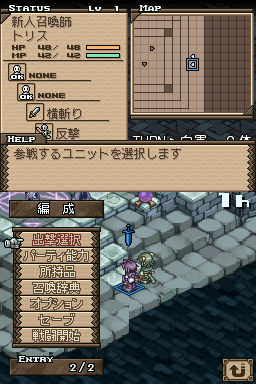 STATUS Lv 1
新人召喚師
トリス
HP 48/ 48
MP 42/ 42
OK NONE
OK NONE
横斬り
反撃
MAP
HELP
参戦するユニットを選択します
編成
出撃選択
パーティ能力
所持品
召喚辞典
オプション
セーブ
戦闘開始
ENTRY 2/2